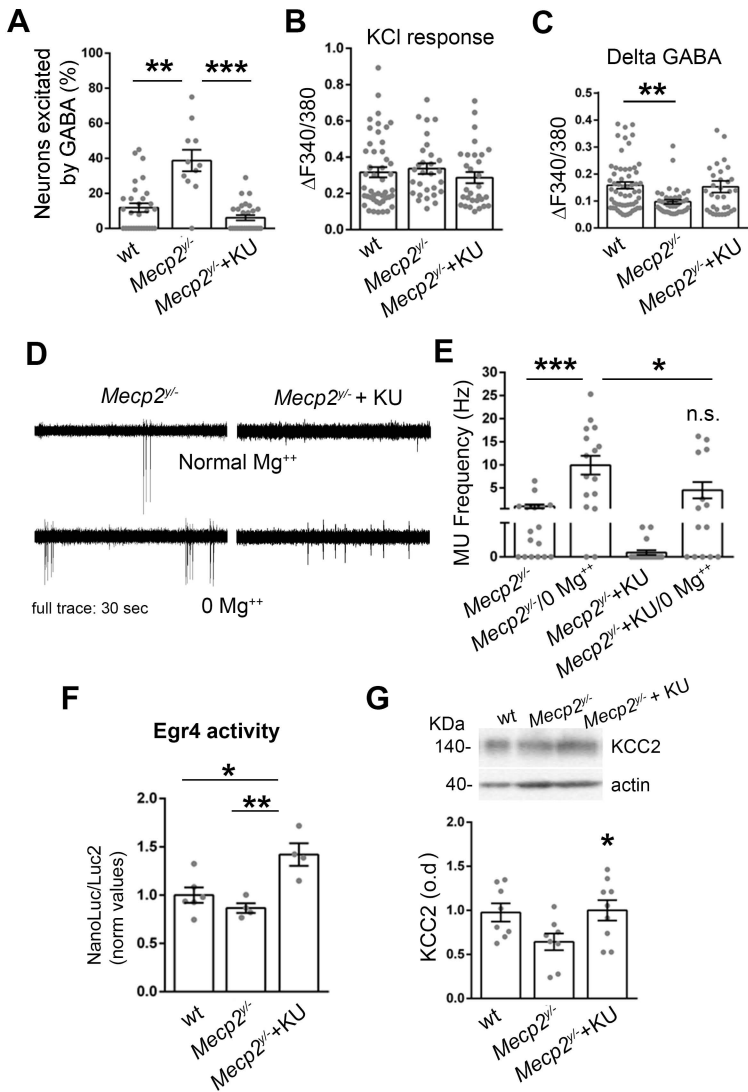 A
Neurons excitated
by GABA (%)
100
80
60
40
20
0
**
***
wt
Mecp2y/-
Mecp2y/-+KU
B
KCl response
ΔF340/380
1.0
0.8
0.6
0.4
0.2
0.0
wt
Mecp2y/-
Mecp2y/-+KU
C
Delta GABA
ΔF340/380
0.5
0.4
0.3
0.2
0.1
0.0
**
wt
Mecp2y/-
Mecp2y/-+KU
D
Mecp2y/-
Mecp2y/- + KU
Normal Mg++
full trace: 30 sec
0 Mg++
E
MU Frequency (Hz)
30
25
20
15
10
5
0
***
*
n.s.
Mecp2y/-
Mecp2y/-/0 Mg++
Mecp2y/-+KU
Mecp2y/-+KU/0 Mg++
F
Egr4 activity
NanoLuc/Luc2
(norm values)
2.0
1.5
1.0
0.5
0.0
*
**
wt
Mecp2y/-
Mecp2y/-+KU
G
KDa
wt
Mecp2y/-
Mecp2y/- + KU
140-
KCC2
40-
actin
KCC2 (o.d)
2.0
1.5
1.0
0.5
0.0
*
wt
Mecp2y/-
Mecp2y/-+KU